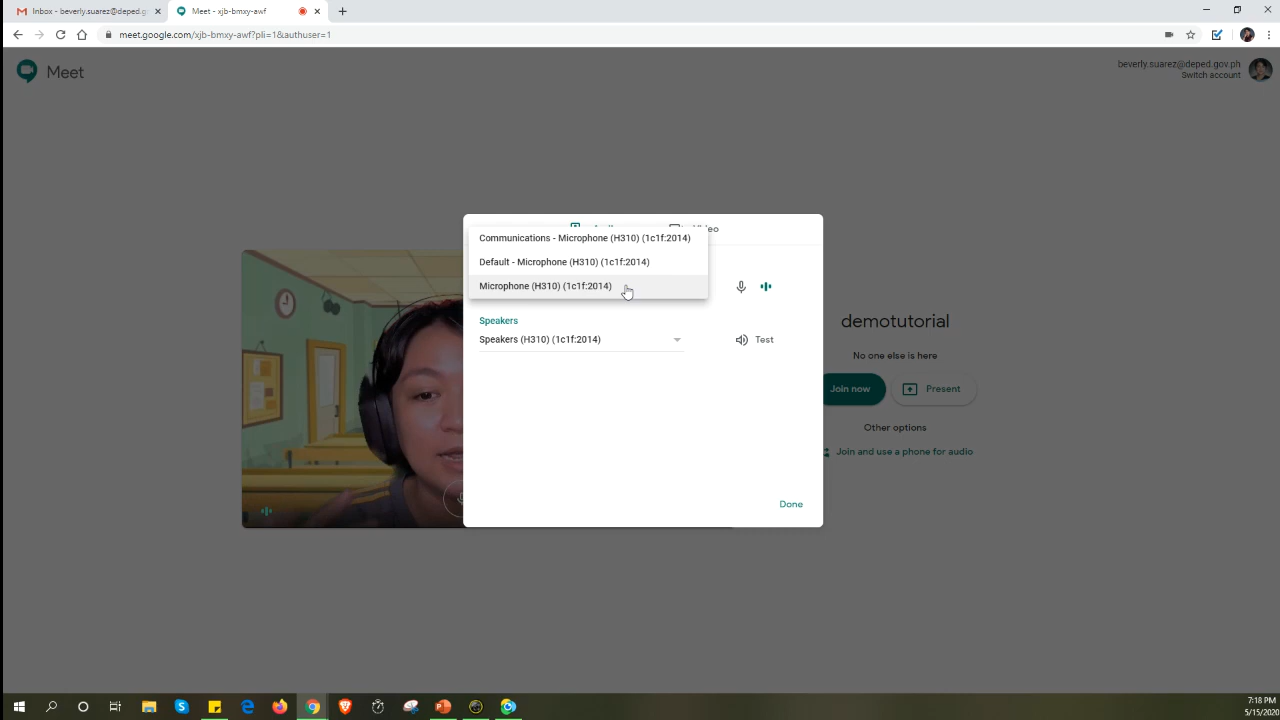 Inbox - beverly.suarez@deped.g
Meet - xjb-bmxy-awf
meet.google.com/xjb-bmxy-awf?pli=1&authuser=1
Meet
beverly.suarez@deped.gov.ph
Switch account
Video
Communications - Microphone (H310) (1c1f:2014)
Default - Microphone (H310) (1c1f:2014)
Microphone (H310) (1c1f:2014)
Speakers
Speakers (H310) (1c1f:2014)
Test
Done
demotutorial
No one else is here
Join now
Present
Other options
Join and use a phone for audio
7:18 PM
5/15/2020